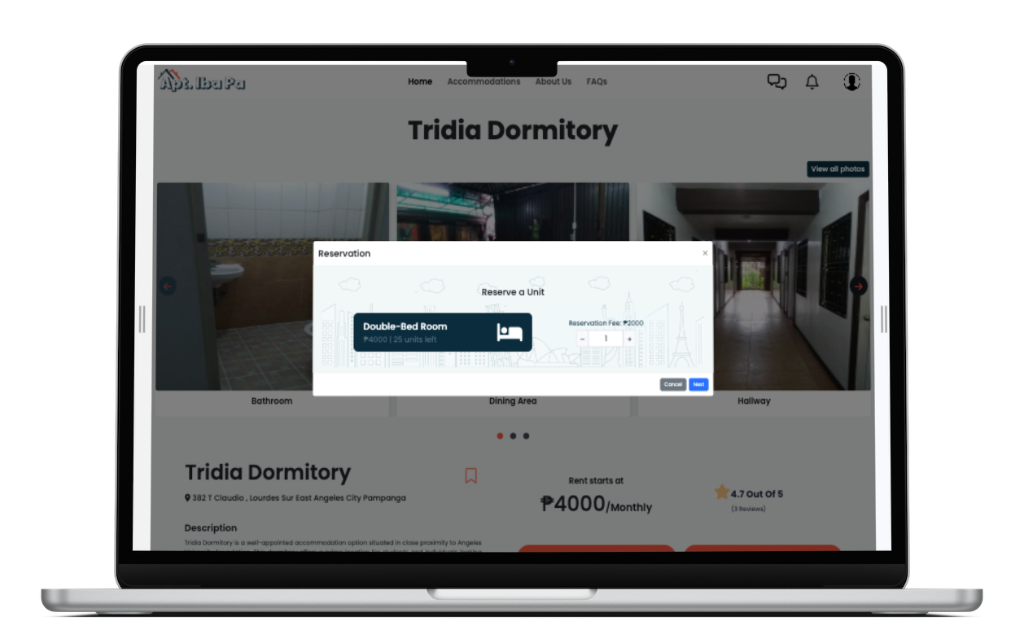 Apt. Iba Pa
Home Accommodations About Us FAQs
Tridia Dormitory
View all photos
Reservation ×
Reserve a Unit
Double-Bed Room
₱4000 | 25 units left
Reservation Fee: ₱2000
- 1 +
Cancel Next
Bathroom
Dining Area
Hallway
Tridia Dormitory
382 T Claudio , Lourdes Sur East Angeles City Pampanga
Rent starts at
₱4000/Monthly
4.7 Out Of 5
(3 Reviews)
Description
Tridia Dormitory is a well-appointed accommodation option situated in close proximity to Angeles